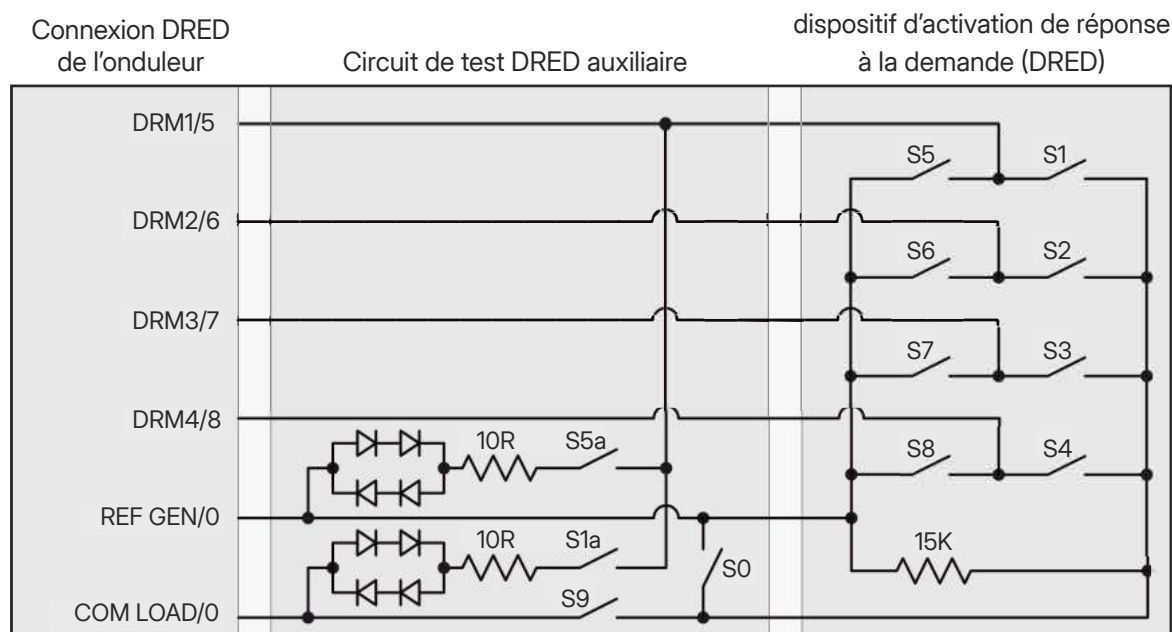 Connexion DRED
de l'onduleur
Circuit de test DRED auxiliaire
dispositif d'activation de réponse
à la demande (DRED)
DRM1/5
S5
S1
DRM2/6
S6
S2
DRM3/7
S7
S3
DRM4/8
10R
S5a
S8
S4
REF GEN/0
10R
S1a
S0
15K
S9
COM LOAD/0